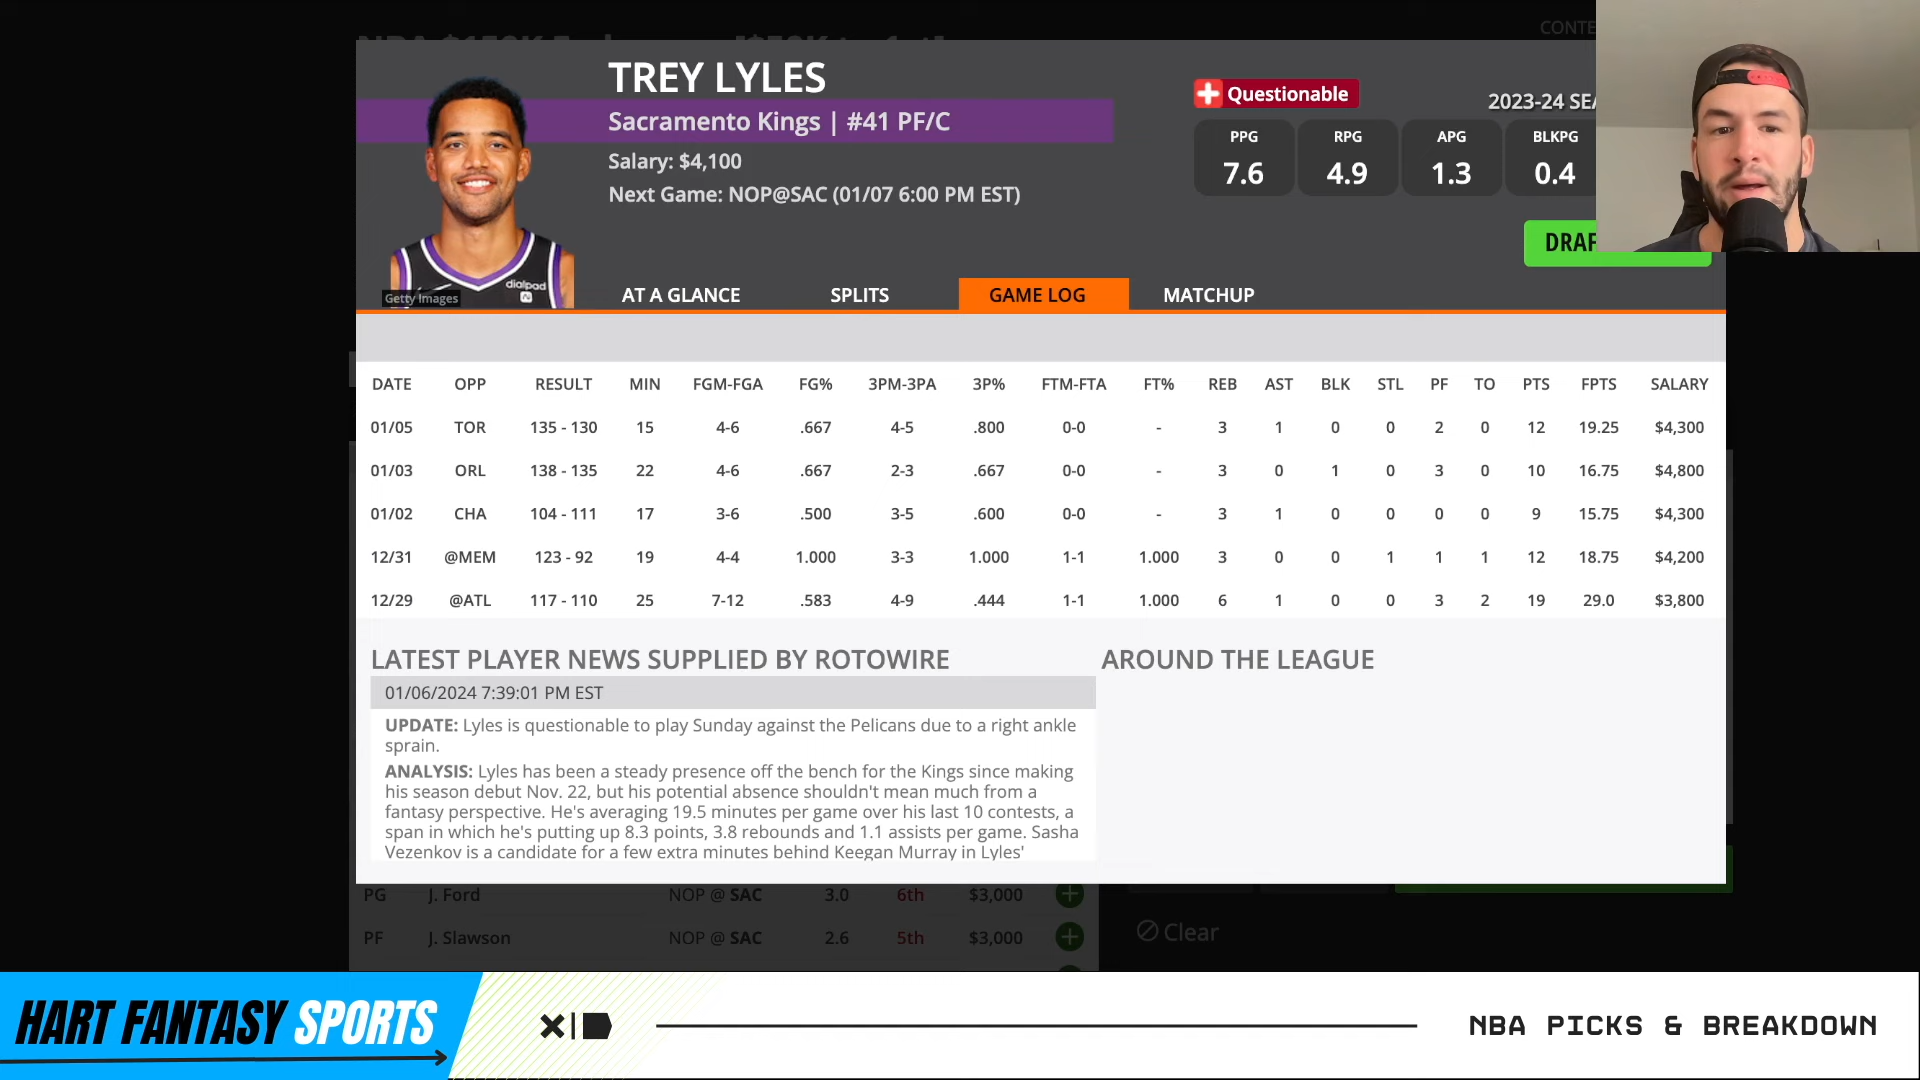 CONTE
TREY LYLES
Sacramento Kings | #41 PF/C
Salary: $4,100
Next Game: NOP@SAC (01/07 6:00 PM EST)
Questionable
2023-24 SEA
PPG RPG APG BLKPG
7.6 4.9 1.3 0.4
DRAF
dialpad
Getty Images
AT A GLANCE SPLITS GAME LOG MATCHUP
DATE OPP RESULT MIN FGM-FGA FG% 3PM-3PA 3P% FTM-FTA FT% REB AST BLK STL PF TO PTS FPTS SALARY
01/05 TOR 135 - 130 15 4-6 .667 4-5 .800 0-0 - 3 1 0 0 2 0 12 19.25 $4,300
01/03 ORL 138 - 135 22 4-6 .667 2-3 .667 0-0 - 3 0 1 0 3 0 10 16.75 $4,800
01/02 CHA 104 - 111 17 3-6 .500 3-5 .600 0-0 - 3 1 0 0 0 0 9 15.75 $4,300
12/31 @MEM 123 - 92 19 4-4 1.000 3-3 1.000 1-1 1.000 3 0 0 1 1 1 12 18.75 $4,200
12/29 @ATL 117 - 110 25 7-12 .583 4-9 .444 1-1 1.000 6 1 0 0 3 2 19 29.0 $3,800
LATEST PLAYER NEWS SUPPLIED BY ROTOWIRE
01/06/2024 7:39:01 PM EST
UPDATE: Lyles is questionable to play Sunday against the Pelicans due to a right ankle
sprain.
ANALYSIS: Lyles has been a steady presence off the bench for the Kings since making
his season debut Nov. 22, but his potential absence shouldn't mean much from a
fantasy perspective. He's averaging 19.5 minutes per game over his last 10 contests, a
span in which he's putting up 8.3 points, 3.8 rebounds and 1.1 assists per game. Sasha
Vezenkov is a candidate for a few extra minutes behind Keegan Murray in Lyles'
AROUND THE LEAGUE
PG J. Ford NOP @ SAC 3.0 6th $3,000
PF J. Slawson NOP @ SAC 2.6 5th $3,000
Clear
HART FANTASY SPORTS
NBA PICKS & BREAKDOWN